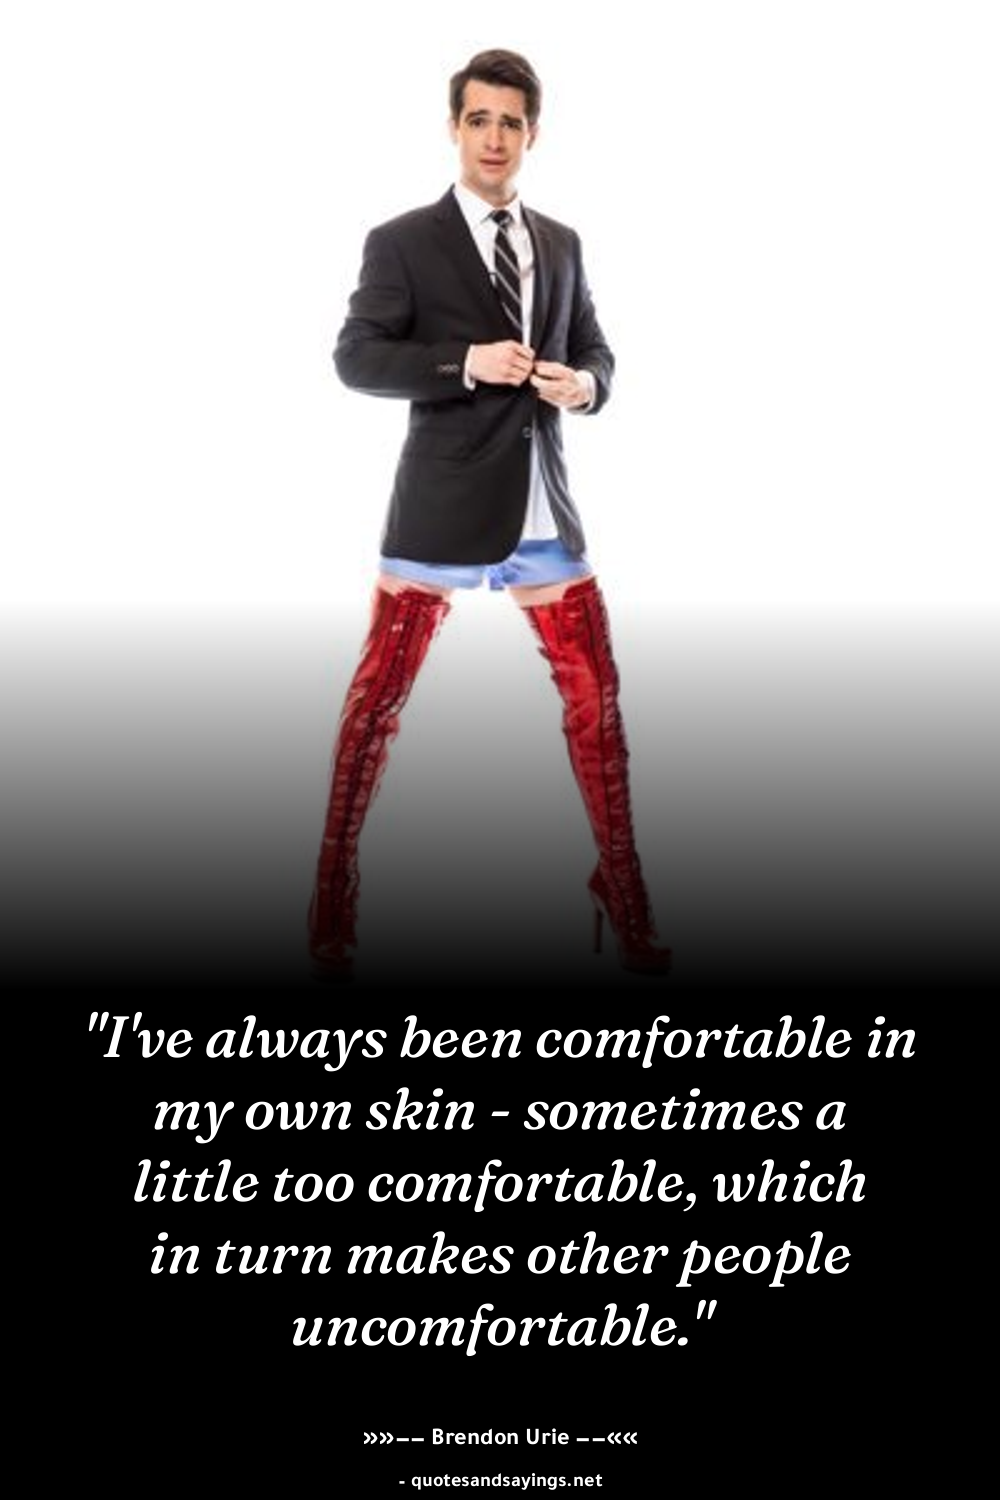 "I've always been comfortable in
my own skin - sometimes a
little too comfortable, which
in turn makes other people
uncomfortable."
»»−− Brendon Urie −−««
- quotesandsayings.net